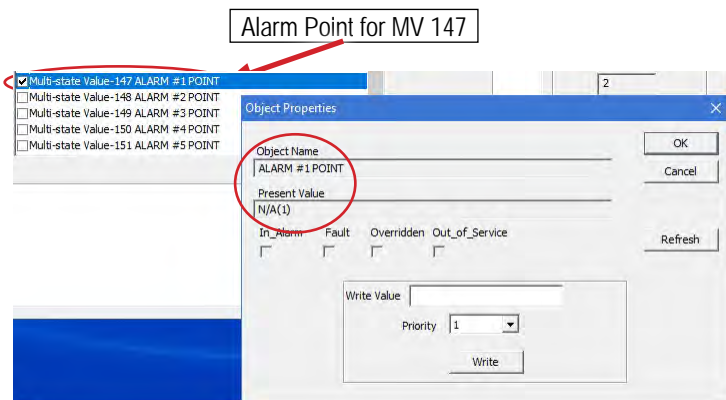 Alarm Point for MV 147
Multi-state Value-147 ALARM #1 POINT
Multi-state Value-148 ALARM #2 POINT
Multi-state Value-149 ALARM #3 POINT
Multi-state Value-150 ALARM #4 POINT
Multi-state Value-151 ALARM #5 POINT
2
Object Properties
Object Name
ALARM #1 POINT
Present Value
N/A(1)
In_Alarm Fault Overridden Out_of_Service
OK
Cancel
Refresh
Write Value
Priority 1
Write